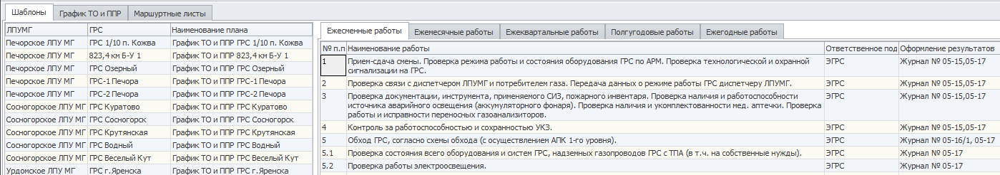 Шаблоны График ТО и ППР Маршрутные листы
ЛПУМГ ГРС Наименование плана
Печорское ЛПУ МГ ГРС 1/10 п. Кожва График ТО и ППР ГРС 1/10 п. Кожва
Печорское ЛПУ МГ 823,4 км Б-У 1 График ТО и ППР 823,4 км Б-У 1
Печорское ЛПУ МГ ГРС Озерный График ТО и ППР ГРС Озерный
Печорское ЛПУ МГ ГРС-1 Печора График ТО и ППР ГРС-1 Печора
Печорское ЛПУ МГ ГРС-2 Печора График ТО и ППР ГРС-2 Печора
Сосногорское ЛПУ МГ ГРС Куратово График ТО и ППР ГРС Куратово
Сосногорское ЛПУ МГ ГРС Сосногорск График ТО и ППР ГРС Сосногорск
Сосногорское ЛПУ МГ ГРС Крутянская График ТО и ППР ГРС Крутянская
Сосногорское ЛПУ МГ ГРС Водный График ТО и ППР ГРС Водный
Сосногорское ЛПУ МГ ГРС Веселый Кут График ТО и ППР ГРС Веселый Кут
Урдомское ЛПУ МГ ГРС г.Яренска График ТО и ППР ГРС г.Яренска
Ежесменные работы Ежемесячные работы Ежеквартальные работы Полугодовые работы Ежегодные работы
№ п.п Наименование работы Ответственное под Оформление результатов
1 Прием-сдача смены. Проверка режима работы и состояния оборудования ГРС по АРМ. Проверка технологической и охранной ЭГРС Журнал № 05-15,05-17
сигнализации на ГРС.
2 Проверка связи с диспетчером ЛПУМГ и потребителем газа. Передача данных о режиме работы ГРС диспетчеру ЛПУМГ. ЭГРС Журнал № 05-15,05-17
3 Проверка документации, инструмента, применяемого СИЗ, пожарного инвентаря. Проверка наличия и работоспособности ЭГРС Журнал № 05-15,05-17
источника аварийного освещения (аккумуляторного фонаря). Проверка наличия и укомплектованности мед. аптечки. Проверка
работы и исправности переносных газоанализиторов.
4 Контроль за работоспособностью и сохранностью УКЗ. ЭГРС Журнал № 05-15,05-17
5 Обход ГРС, согласно схемы обхода (с осуществлением АПК 1-го уровня). ЭГРС Журнал № 05-16/1, 05-17
5.1 Проверка состояния всего оборудования и систем ГРС, надземных газопроводов ГРС с ТПА (в т.ч. на собственные нужды). ЭГРС Журнал № 05-17
5.2 Проверка работы электроосвещения. ЭГРС Журнал № 05-17